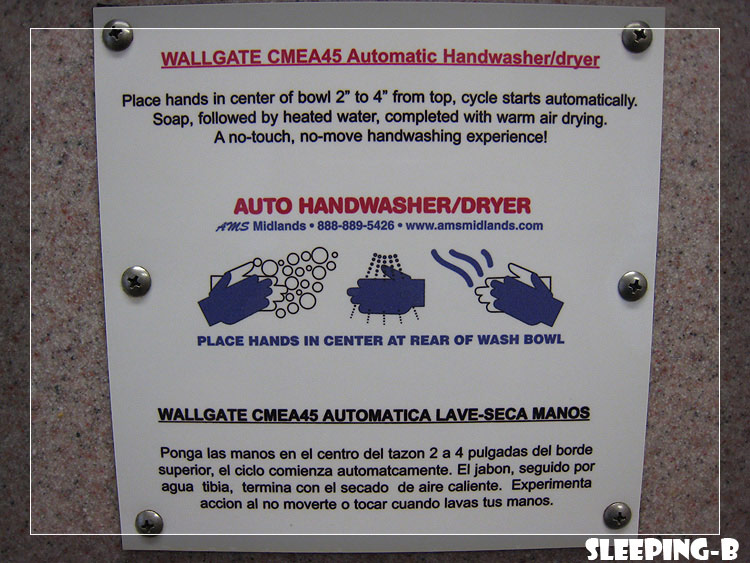 WALLGATE CMEA45 Automatic Handwasher/dryer
Place hands in center of bowl 2” to 4” from top, cycle starts automatically.
Soap, followed by heated water, completed with warm air drying.
A no-touch, no-move handwashing experience!
AUTO HANDWASHER/DRYER
AMS Midlands • 888-889-5426 • www.amsmidlands.com
PLACE HANDS IN CENTER AT REAR OF WASH BOWL
WALLGATE CMEA45 AUTOMATICA LAVE-SECA MANOS
Ponga las manos en el centro del tazon 2 a 4 pulgadas del borde
superior, el ciclo comienza automatcamente. El jabon, seguido por
agua tibia, termina con el secado de aire caliente. Experimenta
accion al no moverte o tocar cuando lavas tus manos.
SLEEPING-B